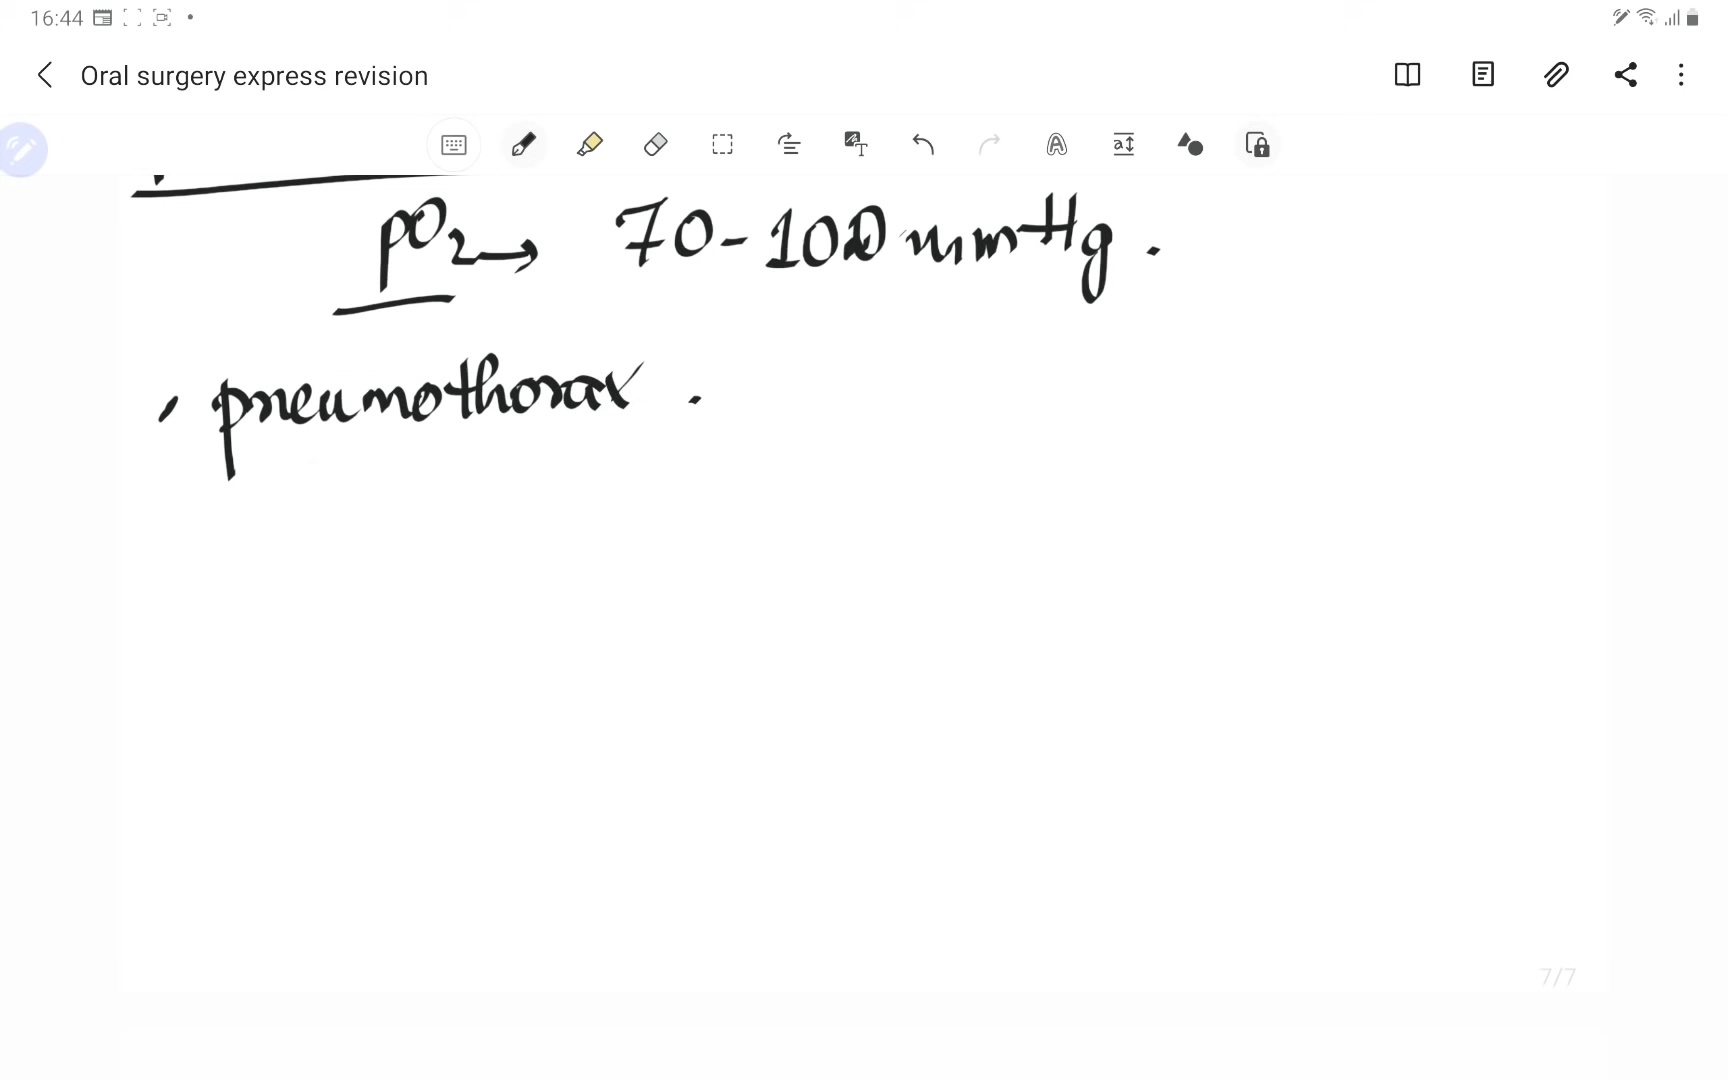 16:44
Oral surgery express revision
pO2→ 70-100 mmHg.
, pneumothorax.
7/7